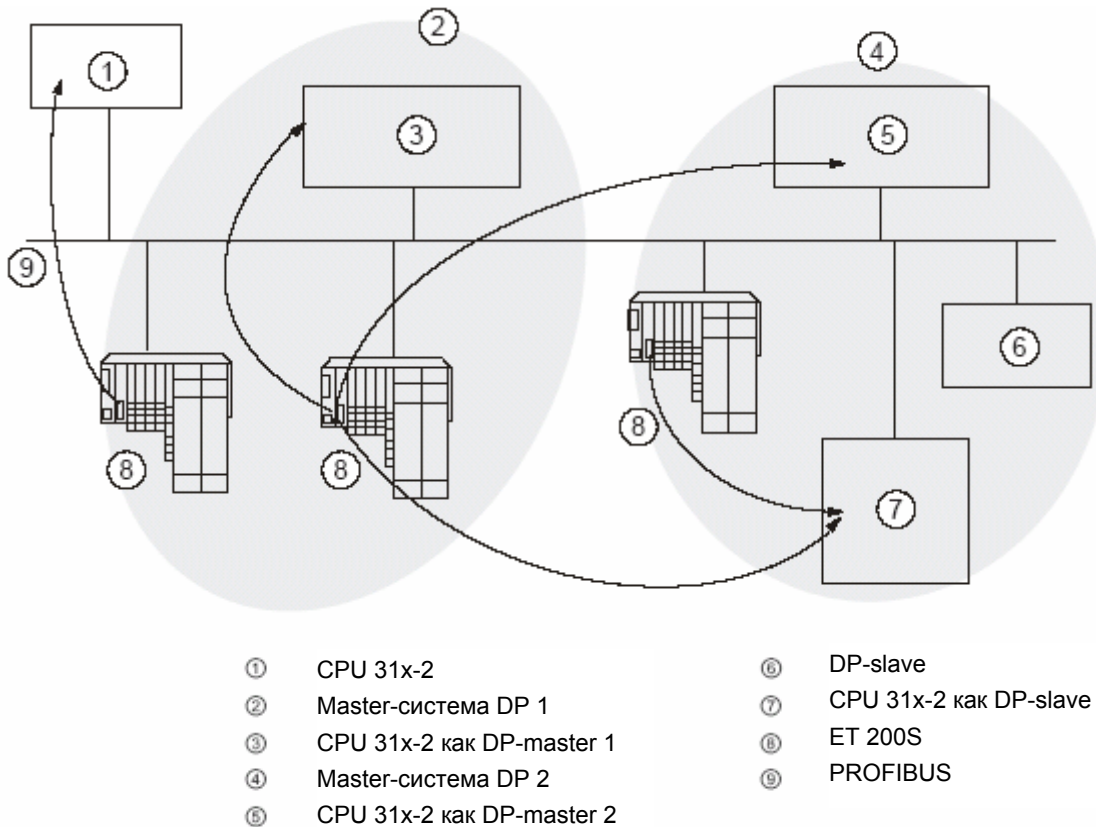 ②
④
①
③
⑤
⑨
⑥
⑧
⑧
⑧
⑦
① CPU 31x-2
② Master-система DP 1
③ CPU 31x-2 как DP-master 1
④ Master-система DP 2
⑤ CPU 31x-2 как DP-master 2
⑥ DP-slave
⑦ CPU 31x-2 как DP-slave
⑧ ET 200S
⑨ PROFIBUS